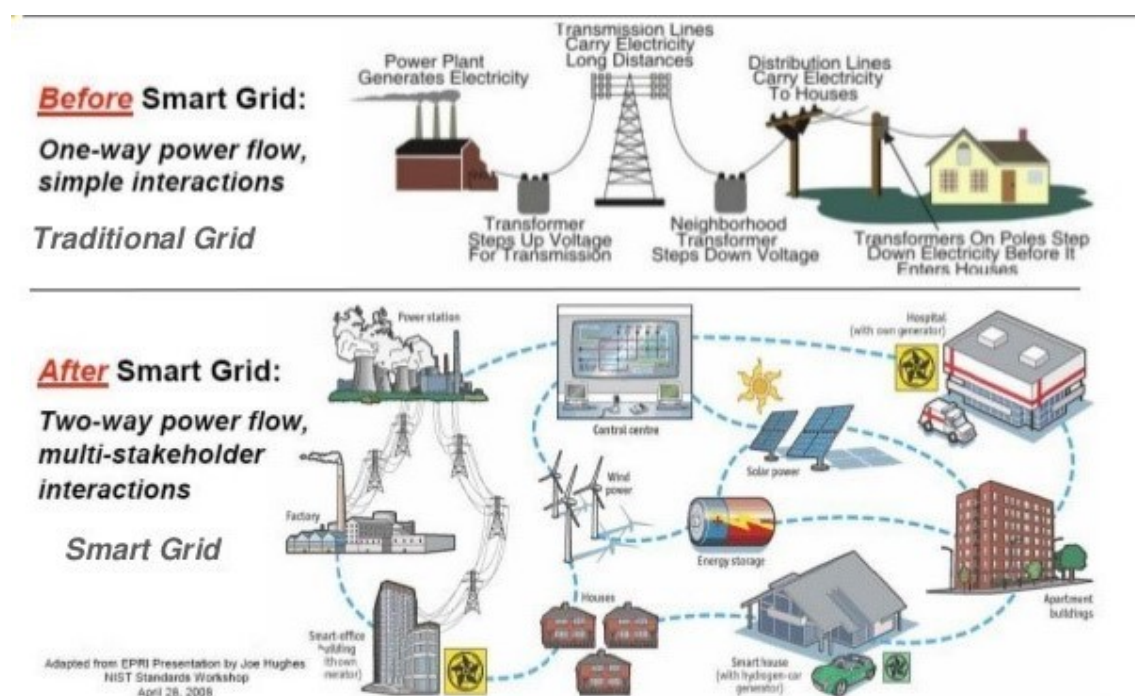 Before Smart Grid:
One-way power flow,
simple interactions
Traditional Grid
Power Plant
Generates Electricity
Transmission Lines
Carry Electricity
Long Distances
Distribution Lines
Carry Electricity
To Houses
Transformer
Steps Up Voltage
For Transmission
Neighborhood
Transformer
Steps Down Voltage
Transformers On Poles Step
Down Electricity Before It
Enters Houses
After Smart Grid:
Two-way power flow,
multi-stakeholder
interactions
Smart Grid
Power station
Control centre
Hospital
(with own generator)
Solar power
Wind
power
Factory
Energy storage
Houses
Apartment
buildings
Smart-office
Smart house
(with hydrogen-car
generator)
Adapted from EPRI Presentation by Joe Hughes
NIST Standards Workshop
April 28, 2008